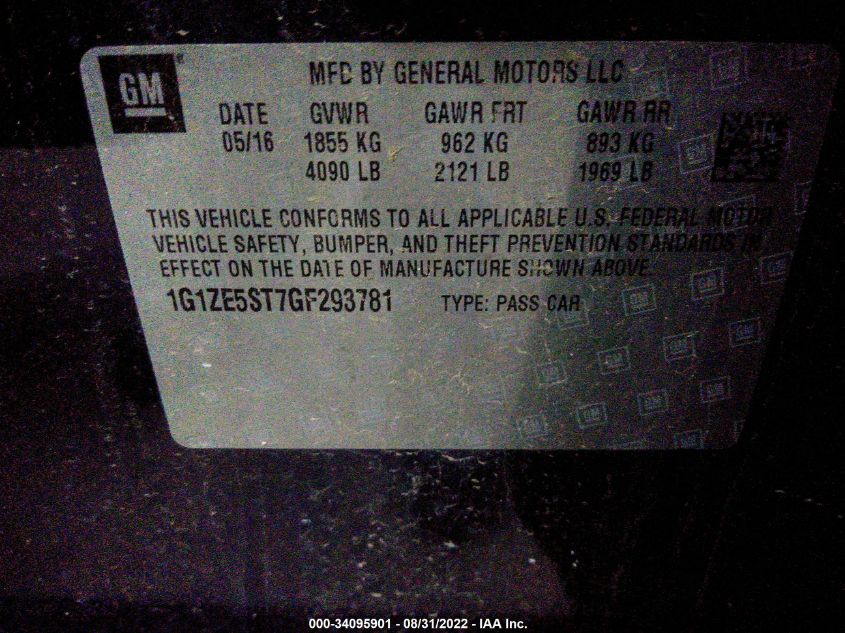 GM
MFD BY GENERAL MOTORS LLC
DATE GVWR GAWR FRT GAWR RR
05/16 1855 KG 962 KG 893 KG
4090 LB 2121 LB 1969 LB
THIS VEHICLE CONFORMS TO ALL APPLICABLE U.S. FEDERAL MOTOR
VEHICLE SAFETY, BUMPER, AND THEFT PREVENTION STANDARDS IN
EFFECT ON THE DATE OF MANUFACTURE SHOWN ABOVE.
1G1ZE5ST7GF293781 TYPE: PASS CAR
000-34095901 - 08/31/2022 - IAA Inc.